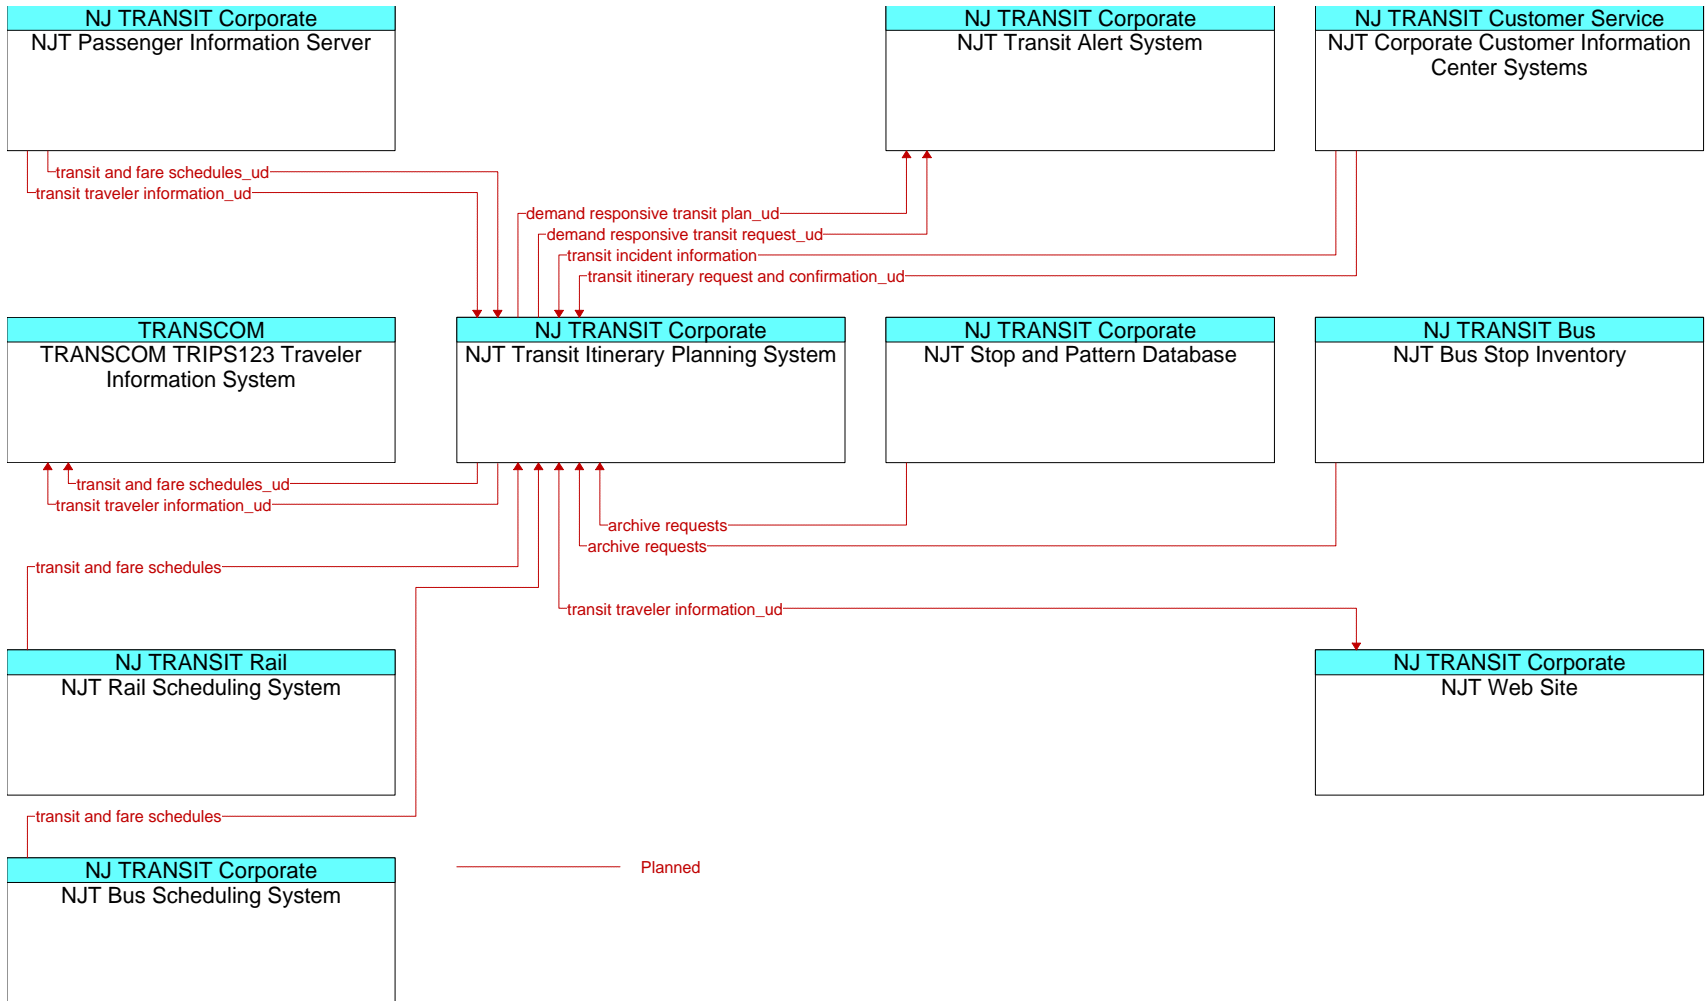 NJ TRANSIT Corporate
NJT Passenger Information Server
NJ TRANSIT Corporate
NJT Transit Alert System
NJ TRANSIT Customer Service
NJT Corporate Customer Information
Center Systems
transit and fare schedules_ud
transit traveler information_ud
demand responsive transit plan_ud
demand responsive transit request_ud
transit incident information
transit itinerary request and confirmation_ud
TRANSCOM
TRANSCOM TRIPS123 Traveler
Information System
NJ TRANSIT Corporate
NJT Transit Itinerary Planning System
NJ TRANSIT Corporate
NJT Stop and Pattern Database
NJ TRANSIT Bus
NJT Bus Stop Inventory
transit and fare schedules_ud
transit traveler information_ud
archive requests
archive requests
transit and fare schedules
transit traveler information_ud
NJ TRANSIT Rail
NJT Rail Scheduling System
NJ TRANSIT Corporate
NJT Web Site
transit and fare schedules
NJ TRANSIT Corporate
NJT Bus Scheduling System
Planned